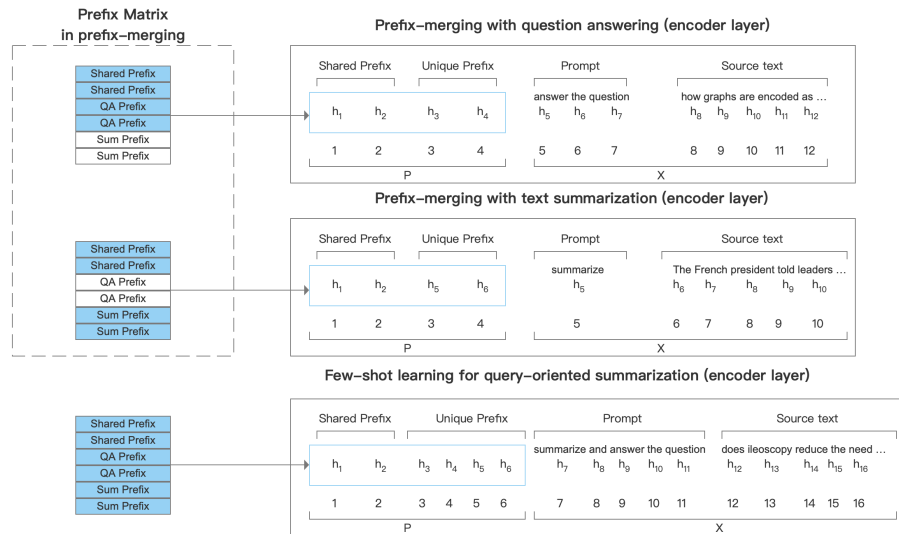 Prefix Matrix
in prefix-merging
Prefix-merging with question answering (encoder layer)
Shared Prefix
Shared Prefix
QA Prefix
QA Prefix
Sum Prefix
Sum Prefix
Shared Prefix Unique Prefix Prompt Source text
answer the question how graphs are encoded as ...
h1 h2 h3 h4 h5 h6 h7 h8 h9 h10 h11 h12
1 2 3 4 5 6 7 8 9 10 11 12
P X
Prefix-merging with text summarization (encoder layer)
Shared Prefix
Shared Prefix
QA Prefix
QA Prefix
Sum Prefix
Sum Prefix
Shared Prefix Unique Prefix Prompt Source text
summarize The French president told leaders ...
h1 h2 h5 h6 h5 h6 h7 h8 h9 h10
1 2 3 4 5 6 7 8 9 10
P X
Few-shot learning for query-oriented summarization (encoder layer)
Shared Prefix
Shared Prefix
QA Prefix
QA Prefix
Sum Prefix
Sum Prefix
Shared Prefix Unique Prefix Prompt Source text
summarize and answer the question does ileoscopy reduce the need ...
h1 h2 h3 h4 h5 h6 h7 h8 h9 h10 h11 h12 h13 h14 h15 h16
1 2 3 4 5 6 7 8 9 10 11 12 13 14 15 16
P X